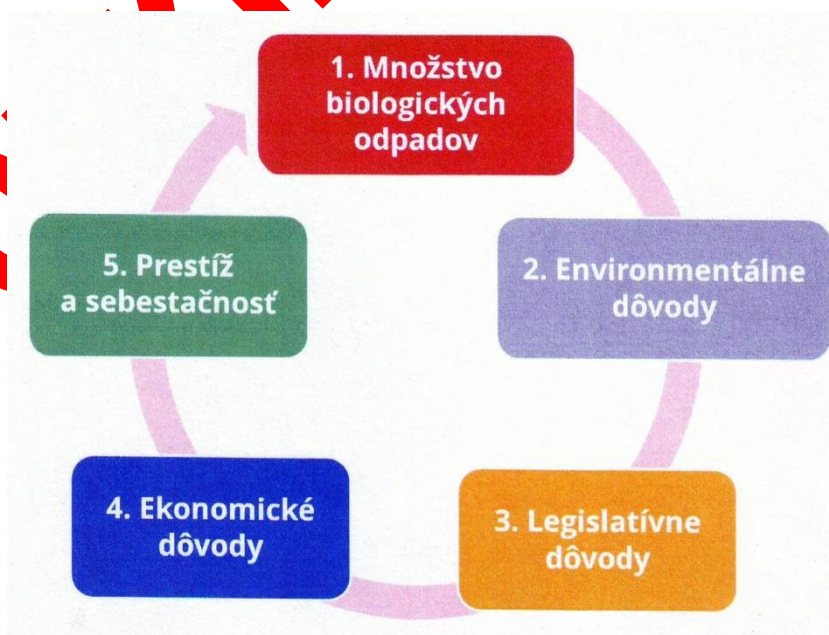 1. Množstvo
biologických
odpadov
2. Environmentálne
dôvody
3. Legislatívne
dôvody
4. Ekonomické
dôvody
5. Prestíž
a sebestačnosť